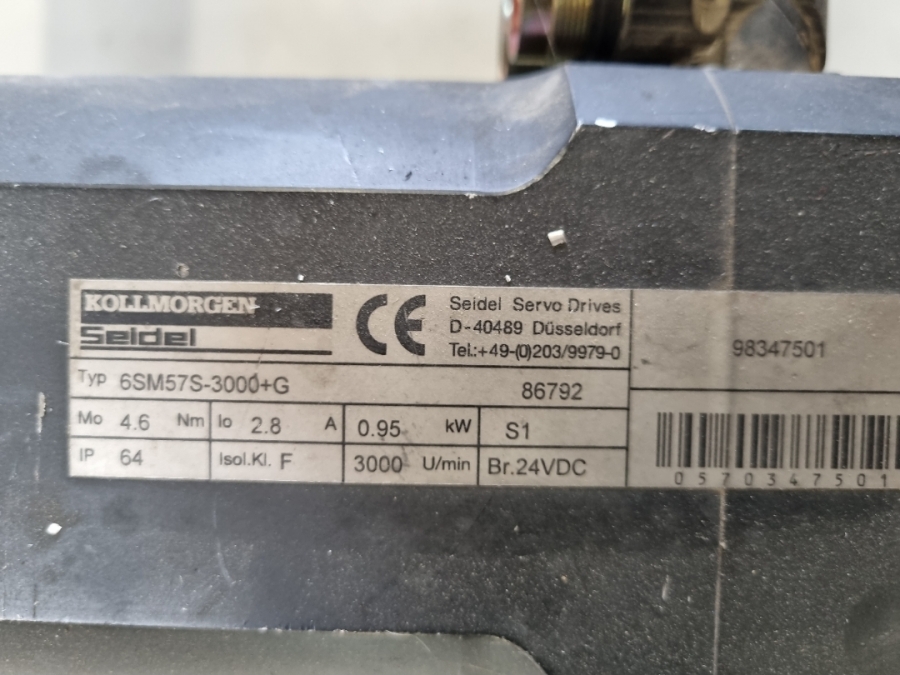 KOLLMORGEN
Seidel
CE
Seidel Servo Drives
D-40489 Düsseldorf
Tel.:+49-(0)203/9979-0
98347501
Typ 6SM57S-3000+G 86792
Mo 4.6 Nm Io 2.8 A 0.95 kW S1
IP 64 Isol.Kl. F 3000 U/min Br.24VDC
0570347501